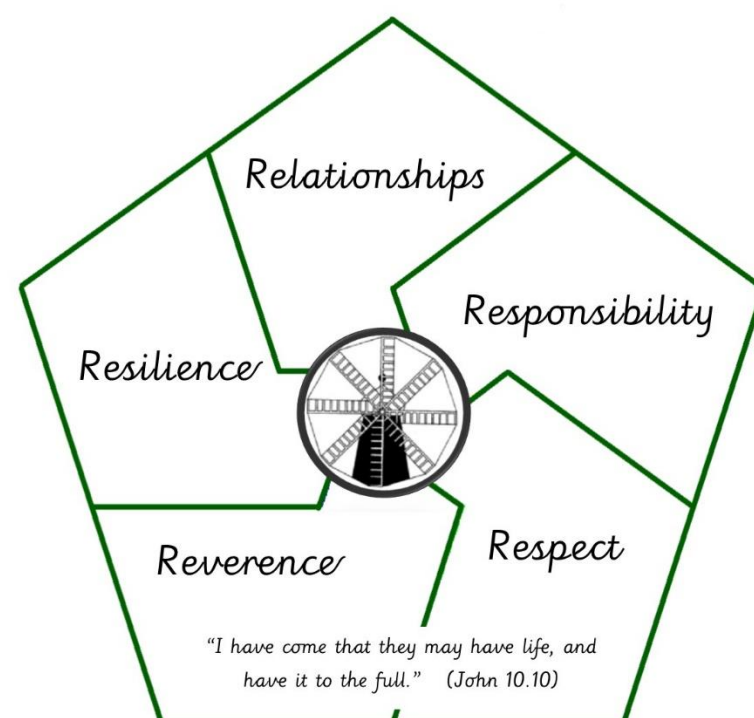 Relationships
Responsibility
Resilience
Reverence
Respect
“I have come that they may have life, and
have it to the full.” (John 10.10)